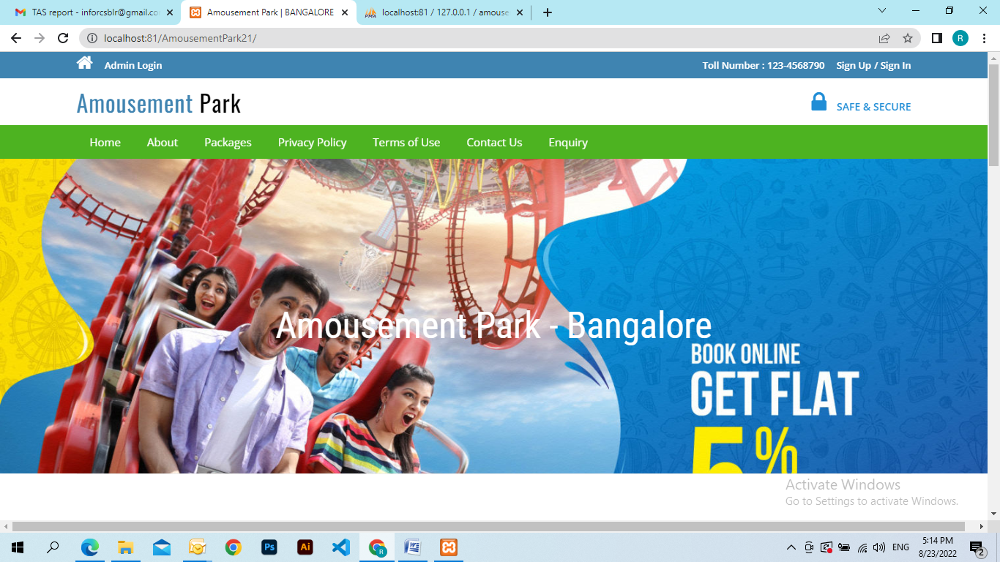 TAS report - inforcsblr@gmail.co
Amousement Park | BANGALORE
localhost:81 / 127.0.0.1 / amouse
localhost:81/AmousementPark21/
R
Admin Login
Toll Number : 123-4568790
Sign Up / Sign In
Amousement Park
SAFE & SECURE
Home
About
Packages
Privacy Policy
Terms of Use
Contact Us
Enquiry
Amousement Park - Bangalore
BOOK ONLINE
GET FLAT
5%
Activate Windows
Go to Settings to activate Windows.
Ps
Ai
R
W
ENG
5:14 PM
8/23/2022
2